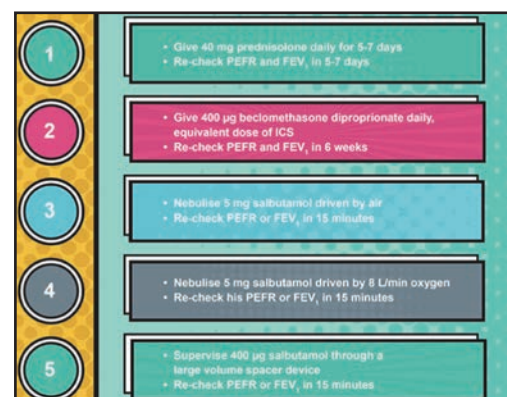 1
• Give 40 mg prednisolone daily for 5-7 days
• Re-check PEFR and FEV₁ in 5-7 days
2
• Give 400 µg beclomethasone diproprionate daily,
equivalent dose of ICS
• Re-check PEFR and FEV₁ in 6 weeks
3
• Nebulise 5 mg salbutamol driven by air
• Re-check PEFR or FEV₁ in 15 minutes
4
• Nebulise 5 mg salbutamol driven by 8 L/min oxygen
• Re-check his PEFR or FEV₁ in 15 minutes
5
• Supervise 400 µg salbutamol through a
large volume spacer device
• Re-check PEFR or FEV₁ in 15 minutes